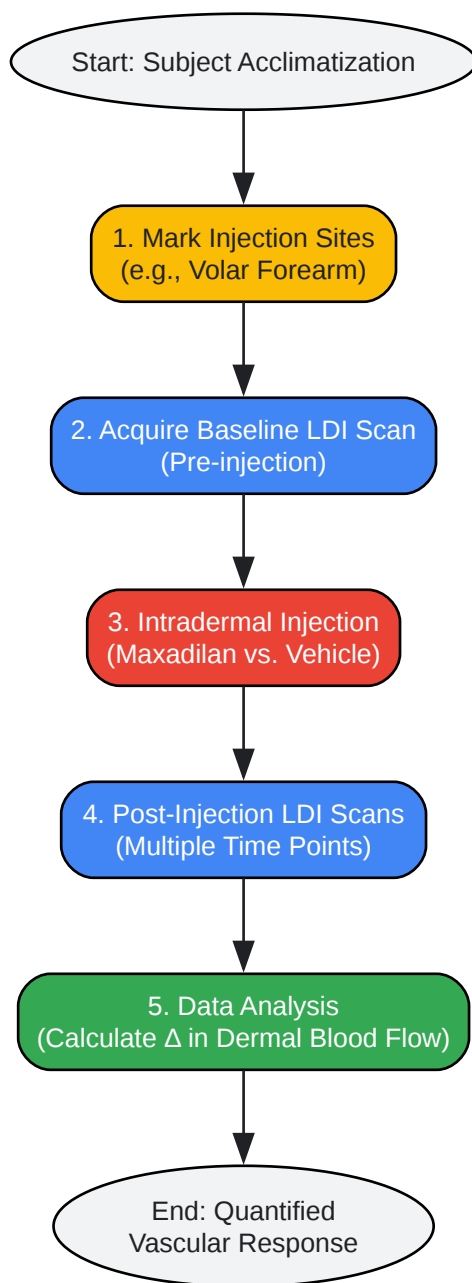 Start: Subject Acclimatization
1. Mark Injection Sites
(e.g., Volar Forearm)
2. Acquire Baseline LDI Scan
(Pre-injection)
3. Intradermal Injection
(Maxadilan vs. Vehicle)
4. Post-Injection LDI Scans
(Multiple Time Points)
5. Data Analysis
(Calculate Δ in Dermal Blood Flow)
End: Quantified
Vascular Response